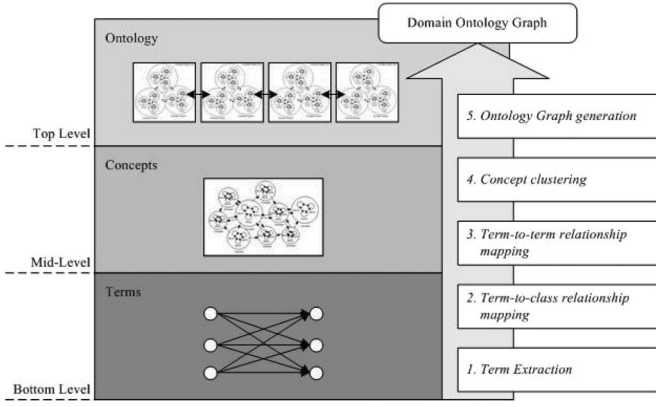 Domain Ontology Graph
Ontology
5. Ontology Graph generation
Top Level
Concepts
4. Concept clustering
3. Term-to-term relationship
mapping
Mid-Level
Terms
2. Term-to-class relationship
mapping
1. Term Extraction
Bottom Level